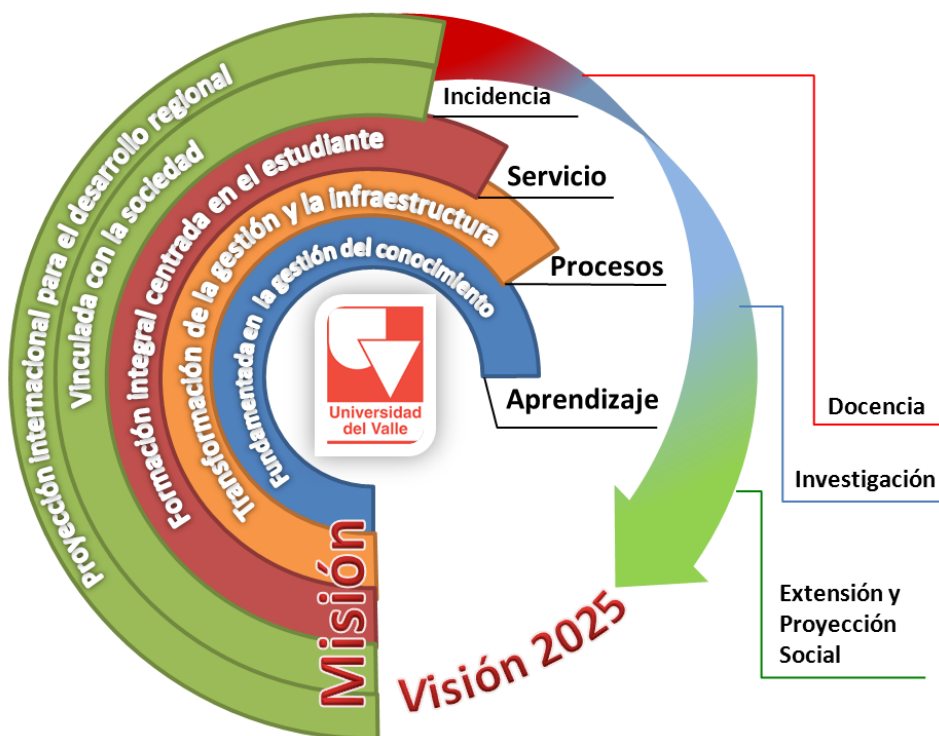 Proyección internacional para el desarrollo regional
Vinculada con la sociedad
Formación integral centrada en el estudiante
Transformación de la gestión y la infraestructura
Fundamentada en la gestión del conocimiento
Incidencia
Servicio
Procesos
Aprendizaje
Universidad
del Valle
Misión
Visión 2025
Docencia
Investigación
Extensión y
Proyección
Social